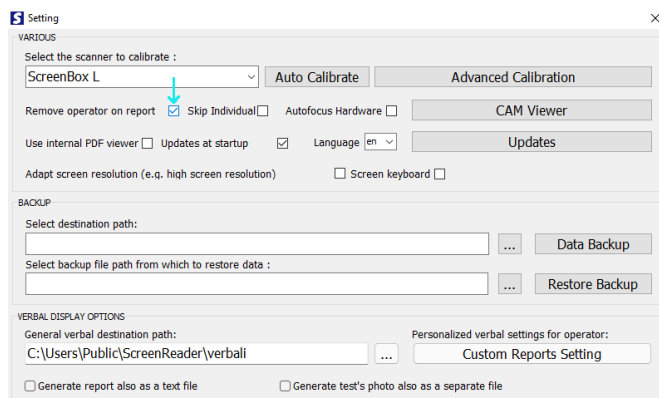 Setting
VARIOUS
Select the scanner to calibrate :
ScreenBox L Auto Calibrate Advanced Calibration
Remove operator on report Skip Individual Autofocus Hardware CAM Viewer
Use internal PDF viewer Updates at startup Language en Updates
Adapt screen resolution (e.g. high screen resolution) Screen keyboard
BACKUP
Select destination path:
... Data Backup
Select backup file path from which to restore data :
... Restore Backup
VERBAL DISPLAY OPTIONS
General verbal destination path: Personalized verbal settings for operator:
C:\Users\Public\ScreenReader\verbali ... Custom Reports Setting
Generate report also as a text file Generate test's photo also as a separate file